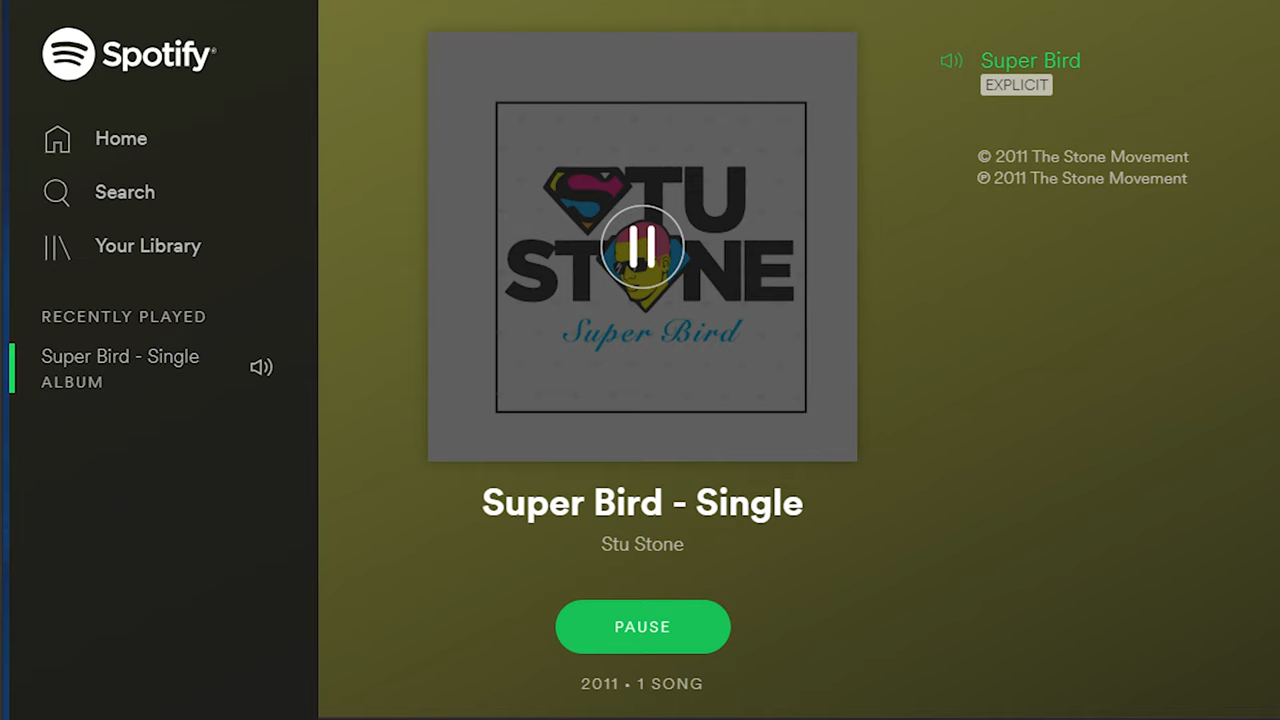 Spotify®
Home
Search
Your Library
RECENTLY PLAYED
Super Bird - Single
ALBUM
STU
STONE
Super Bird
Super Bird - Single
Stu Stone
PAUSE
2011 • 1 SONG
Super Bird
EXPLICIT
© 2011 The Stone Movement
℗ 2011 The Stone Movement